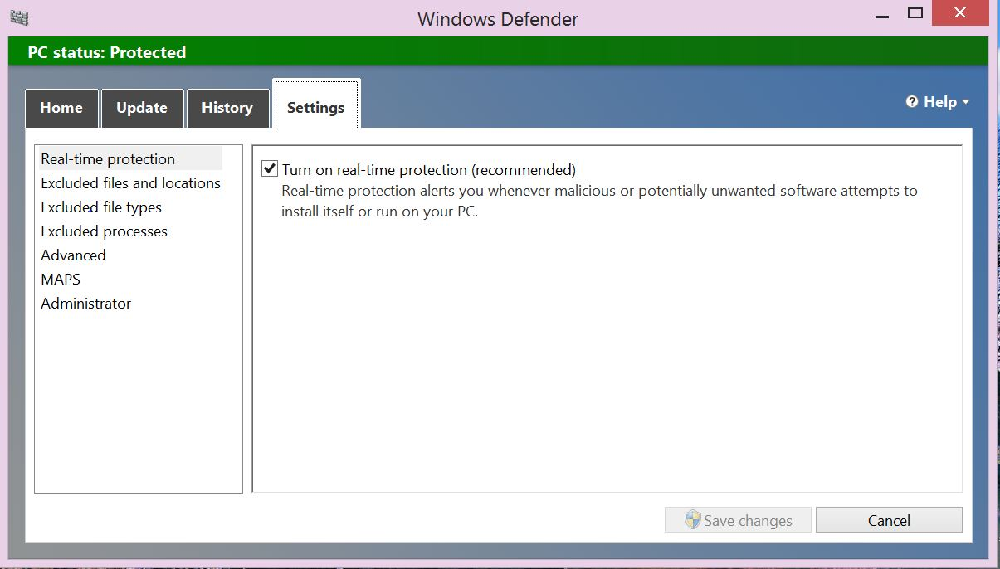 Windows Defender
PC status: Protected
Home
Update
History
Settings
? Help
Real-time protection
Excluded files and locations
Excluded file types
Excluded processes
Advanced
MAPS
Administrator
Turn on real-time protection (recommended)
Real-time protection alerts you whenever malicious or potentially unwanted software attempts to
install itself or run on your PC.
Save changes
Cancel